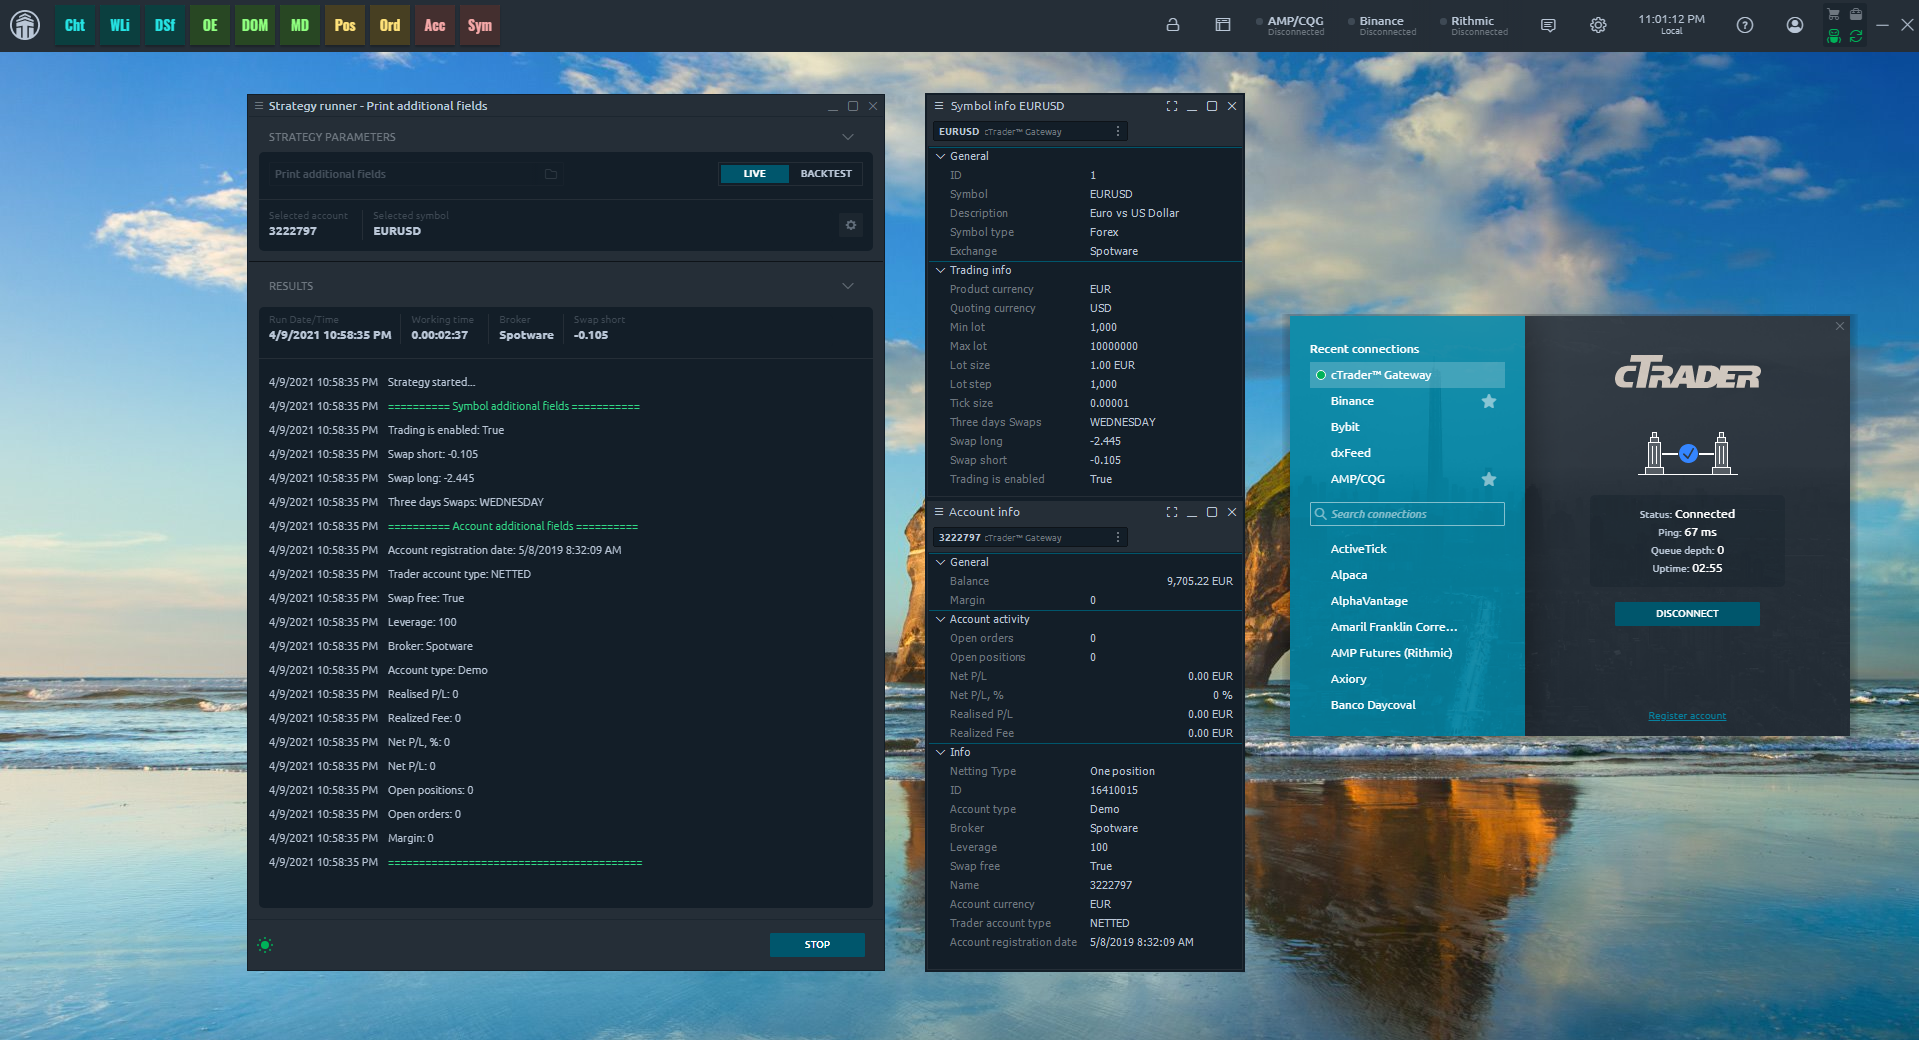 Cht WLi DSf OE DOM MD Pos Ord Acc Sym
AMP/CQG
Disconnected
Binance
Disconnected
Rithmic
Disconnected
11:01:12 PM
Local
Strategy runner - Print additional fields
STRATEGY PARAMETERS
Print additional fields
LIVE BACKTEST
Selected account Selected symbol
3222797 EURUSD
RESULTS
Run Date/Time Working time Broker Swap short
4/9/2021 10:58:35 PM 0.00:02:37 Spotware -0.105
4/9/2021 10:58:35 PM Strategy started...
4/9/2021 10:58:35 PM ========== Symbol additional fields ===========
4/9/2021 10:58:35 PM Trading is enabled: True
4/9/2021 10:58:35 PM Swap short: -0.105
4/9/2021 10:58:35 PM Swap long: -2.445
4/9/2021 10:58:35 PM Three days Swaps: WEDNESDAY
4/9/2021 10:58:35 PM ========== Account additional fields ==========
4/9/2021 10:58:35 PM Account registration date: 5/8/2019 8:32:09 AM
4/9/2021 10:58:35 PM Trader account type: NETTED
4/9/2021 10:58:35 PM Swap free: True
4/9/2021 10:58:35 PM Leverage: 100
4/9/2021 10:58:35 PM Broker: Spotware
4/9/2021 10:58:35 PM Account type: Demo
4/9/2021 10:58:35 PM Realised P/L: 0
4/9/2021 10:58:35 PM Realized Fee: 0
4/9/2021 10:58:35 PM Net P/L, %: 0
4/9/2021 10:58:35 PM Net P/L: 0
4/9/2021 10:58:35 PM Open positions: 0
4/9/2021 10:58:35 PM Open orders: 0
4/9/2021 10:58:35 PM Margin: 0
4/9/2021 10:58:35 PM =========================================
STOP
Symbol info EURUSD
EURUSD cTrader™ Gateway
General
ID 1
Symbol EURUSD
Description Euro vs US Dollar
Symbol type Forex
Exchange Spotware
Trading info
Product currency EUR
Quoting currency USD
Min lot 1,000
Max lot 10000000
Lot size 1.00 EUR
Lot step 1,000
Tick size 0.00001
Three days Swaps WEDNESDAY
Swap long -2.445
Swap short -0.105
Trading is enabled True
Account info
3222797 cTrader™ Gateway
General
Balance 9,705.22 EUR
Margin 0
Account activity
Open orders 0
Open positions 0
Net P/L 0.00 EUR
Net P/L, % 0 %
Realised P/L 0.00 EUR
Realized Fee 0.00 EUR
Info
Netting Type One position
ID 16410015
Account type Demo
Broker Spotware
Leverage 100
Swap free True
Name 3222797
Account currency EUR
Trader account type NETTED
Account registration date 5/8/2019 8:32:09 AM
Recent connections
cTrader™ Gateway
Binance
Bybit
dxFeed
AMP/CQG
Search connections
ActiveTick
Alpaca
AlphaVantage
Amaril Franklin Corre...
AMP Futures (Rithmic)
Axiory
Banco Daycoval
cTRADER
Status: Connected
Ping: 67 ms
Queue depth: 0
Uptime: 02:55
DISCONNECT
Register account